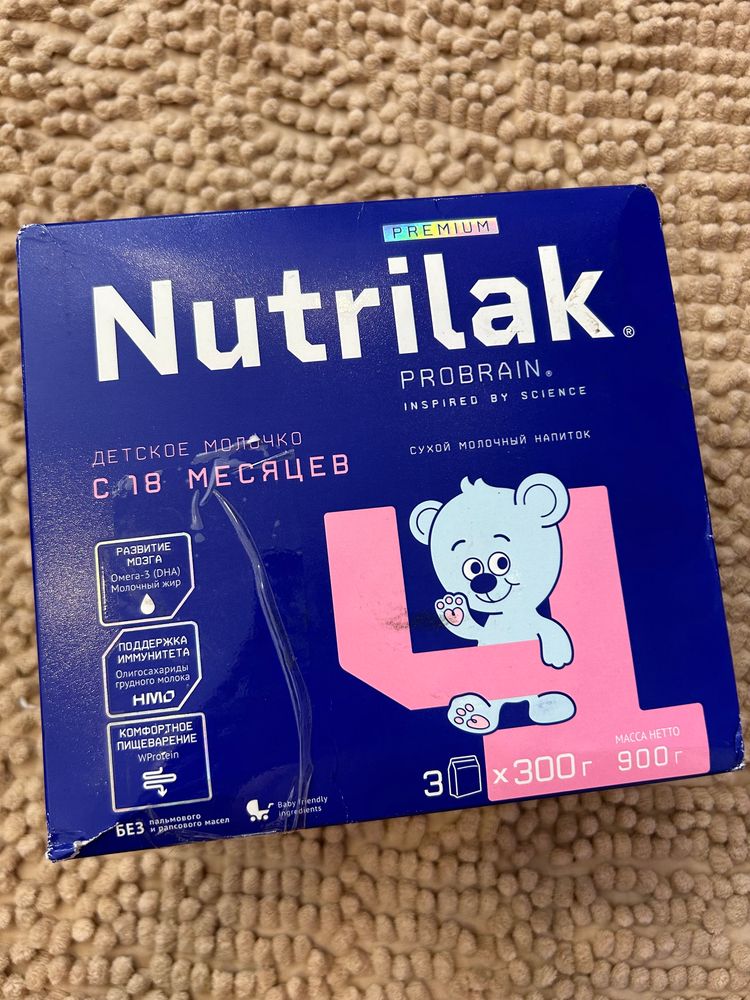 PREMIUM
Nutrilak®
PROBRAIN®
INSPIRED BY SCIENCE
ДЕТСКОЕ МОЛОЧКО
С 18 МЕСЯЦЕВ
СУХОЙ МОЛОЧНЫЙ НАПИТОК
РАЗВИТИЕ
МОЗГА
Омега-3 (DHA)
Молочный жир
ПОДДЕРЖКА
ИММУНИТЕТА
Олигосахариды
грудного молока
HMO
КОМФОРТНОЕ
ПИЩЕВАРЕНИЕ
WProtein
4
3 x 300 г
МАССА НЕТТО
900 г
БЕЗ пальмового
и рапсового масел
Baby friendly
ingredients